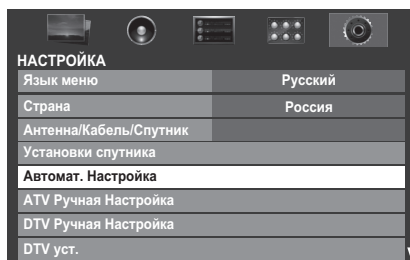 НАСТРОЙКА
Язык меню Русский
Страна Россия
Антенна/Кабель/Спутник
Установки спутника
Автомат. Настройка
ATV Ручная Настройка
DTV Ручная Настройка
DTV уст.